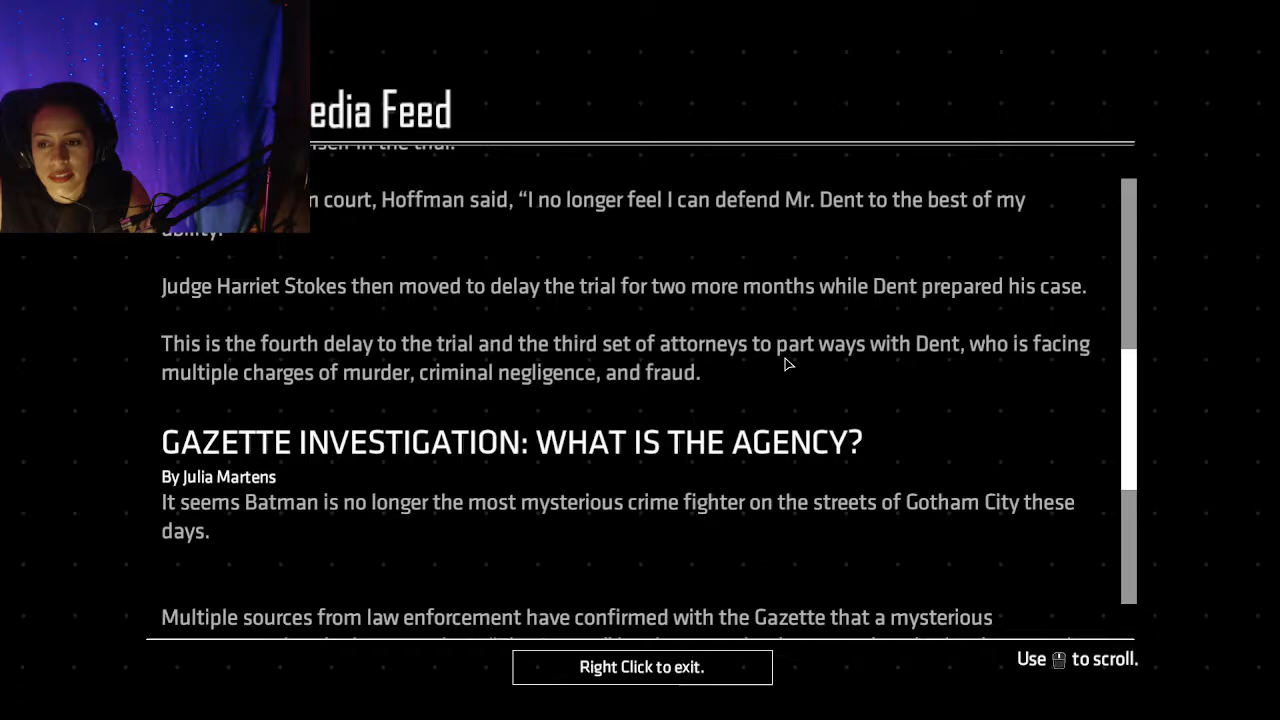 edia Feed
in the trial.
n court, Hoffman said, “I no longer feel I can defend Mr. Dent to the best of my
ability.
Judge Harriet Stokes then moved to delay the trial for two more months while Dent prepared his case.
This is the fourth delay to the trial and the third set of attorneys to part ways with Dent, who is facing
multiple charges of murder, criminal negligence, and fraud.
GAZETTE INVESTIGATION: WHAT IS THE AGENCY?
By Julia Martens
It seems Batman is no longer the most mysterious crime fighter on the streets of Gotham City these
days.
Multiple sources from law enforcement have confirmed with the Gazette that a mysterious
Right Click to exit.
Use to scroll.